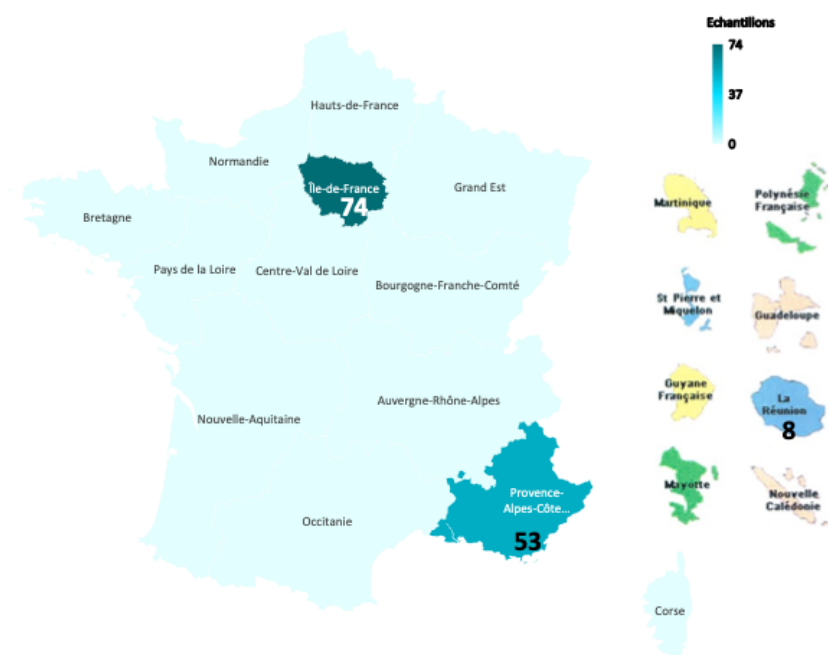 Echantillons
74
37
0
Hauts-de-France
Normandie
Île-de-France
74
Grand Est
Bretagne
Pays de la Loire
Centre-Val de Loire
Bourgogne-Franche-Comté
Auvergne-Rhône-Alpes
Nouvelle-Aquitaine
Provence-
Alpes-Côte...
53
Occitanie
Corse
Martinique
Polynésie
Française
St Pierre et
Miquelon
Guadeloupe
Guyane
Française
La
Réunion
8
Mayotte
Nouvelle
Calédonie